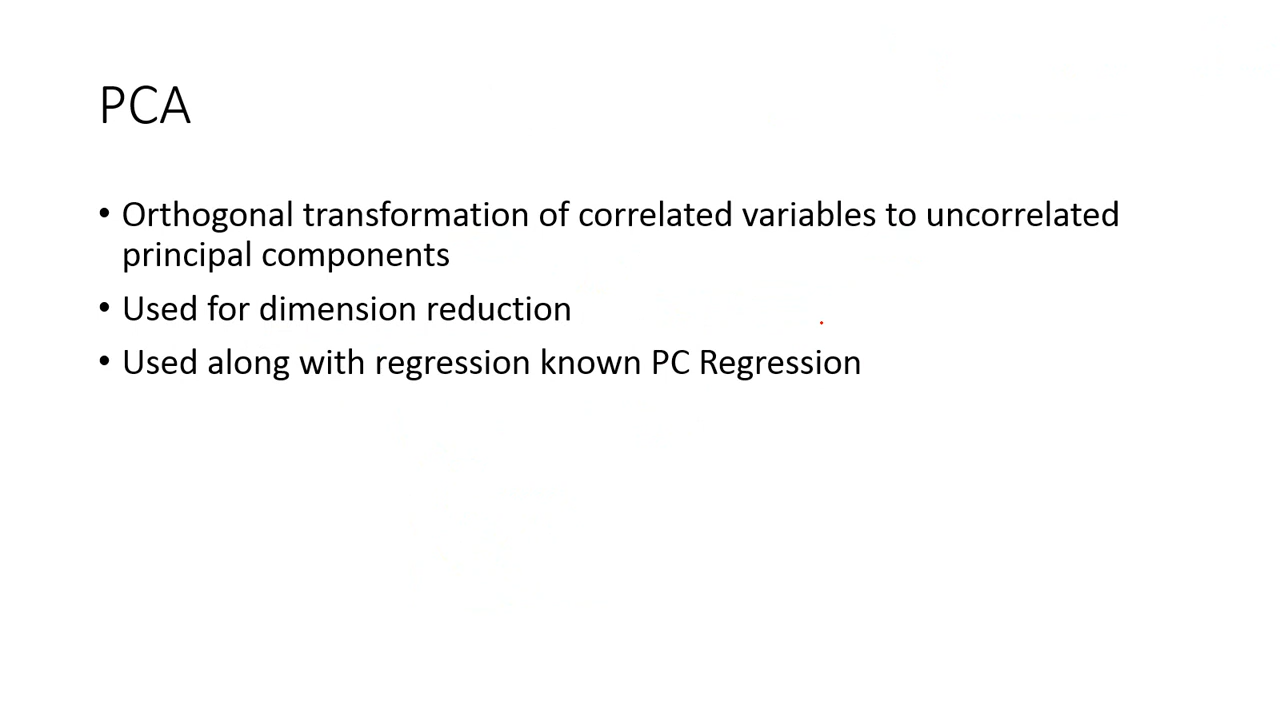 PCA
• Orthogonal transformation of correlated variables to uncorrelated
principal components
• Used for dimension reduction
• Used along with regression known PC Regression